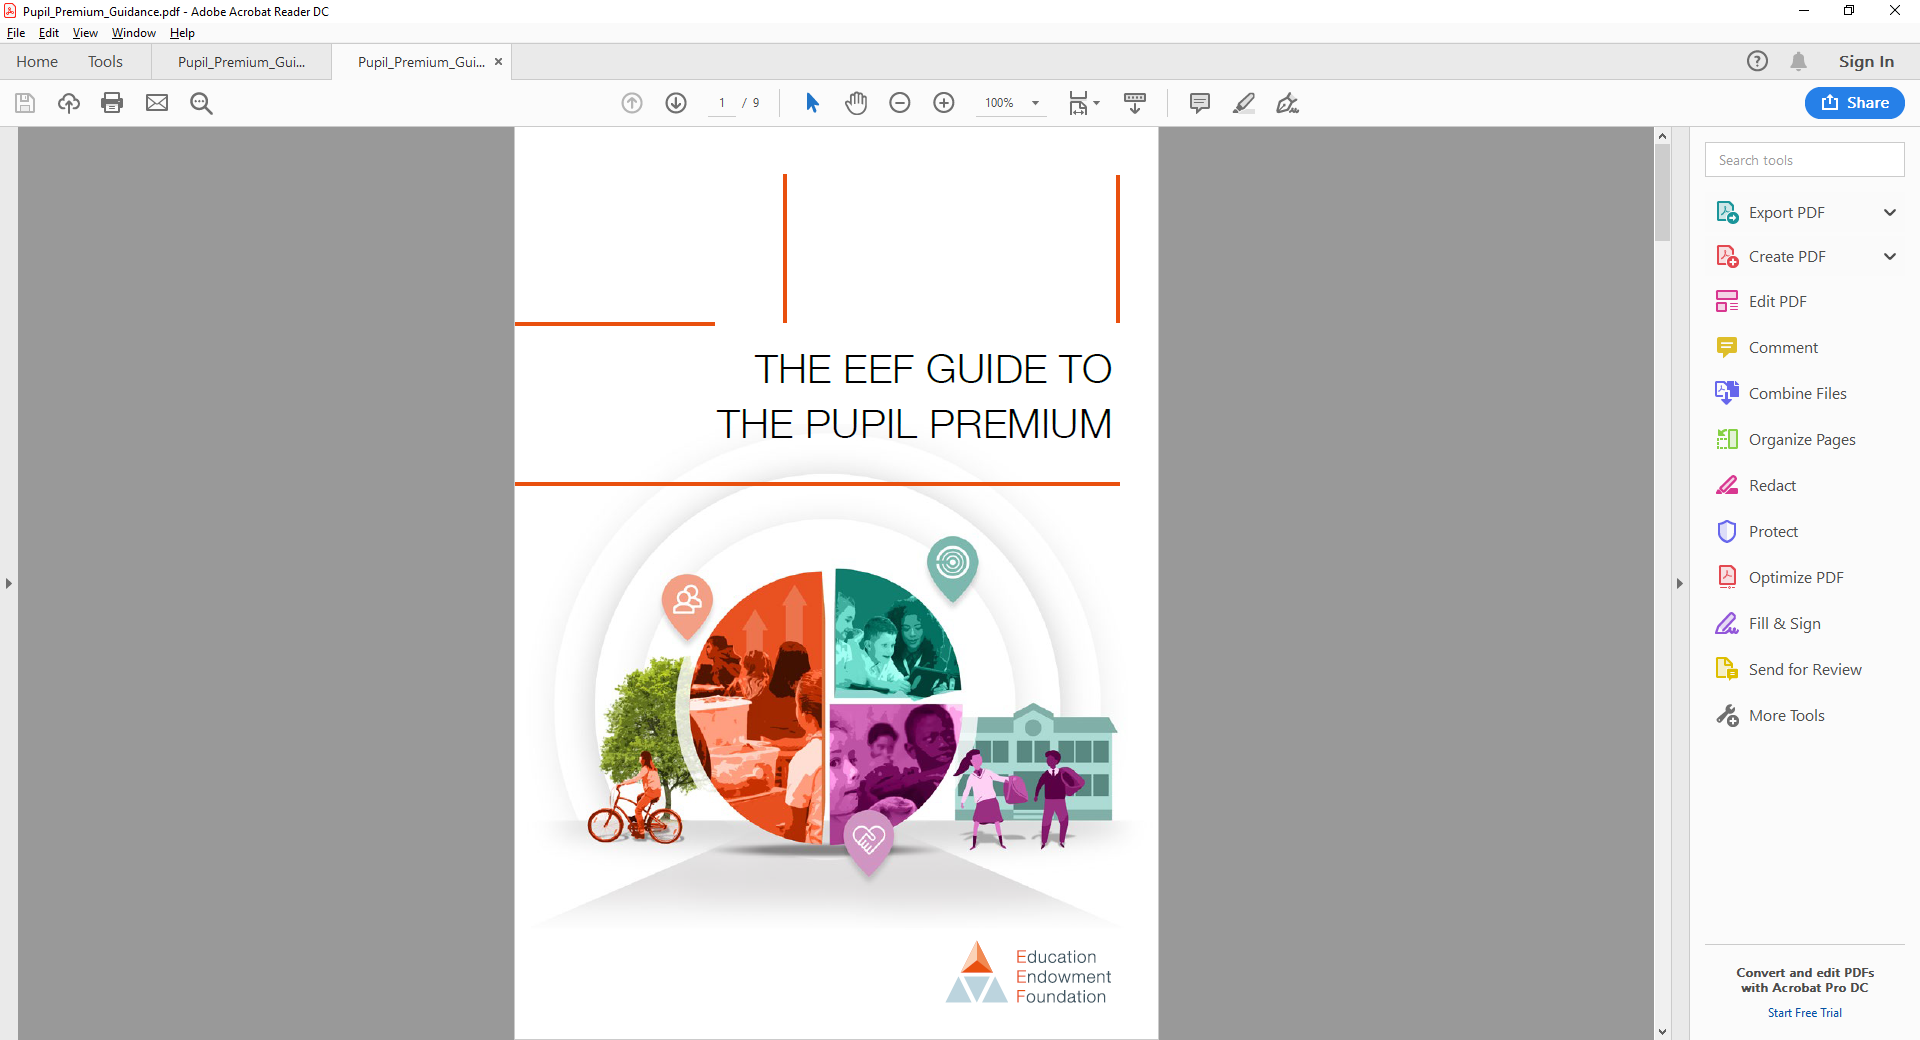 Pupil_Premium_Guidance.pdf - Adobe Acrobat Reader DC
File Edit View Window Help
Home Tools Pupil_Premium_Gui... Pupil_Premium_Gui... Sign In
1 / 9 100% Share
THE EEF GUIDE TO
THE PUPIL PREMIUM
Education
Endowment
Foundation
Search tools
Export PDF
Create PDF
Edit PDF
Comment
Combine Files
Organize Pages
Redact
Protect
Optimize PDF
Fill & Sign
Send for Review
More Tools
Convert and edit PDFs
with Acrobat Pro DC
Start Free Trial